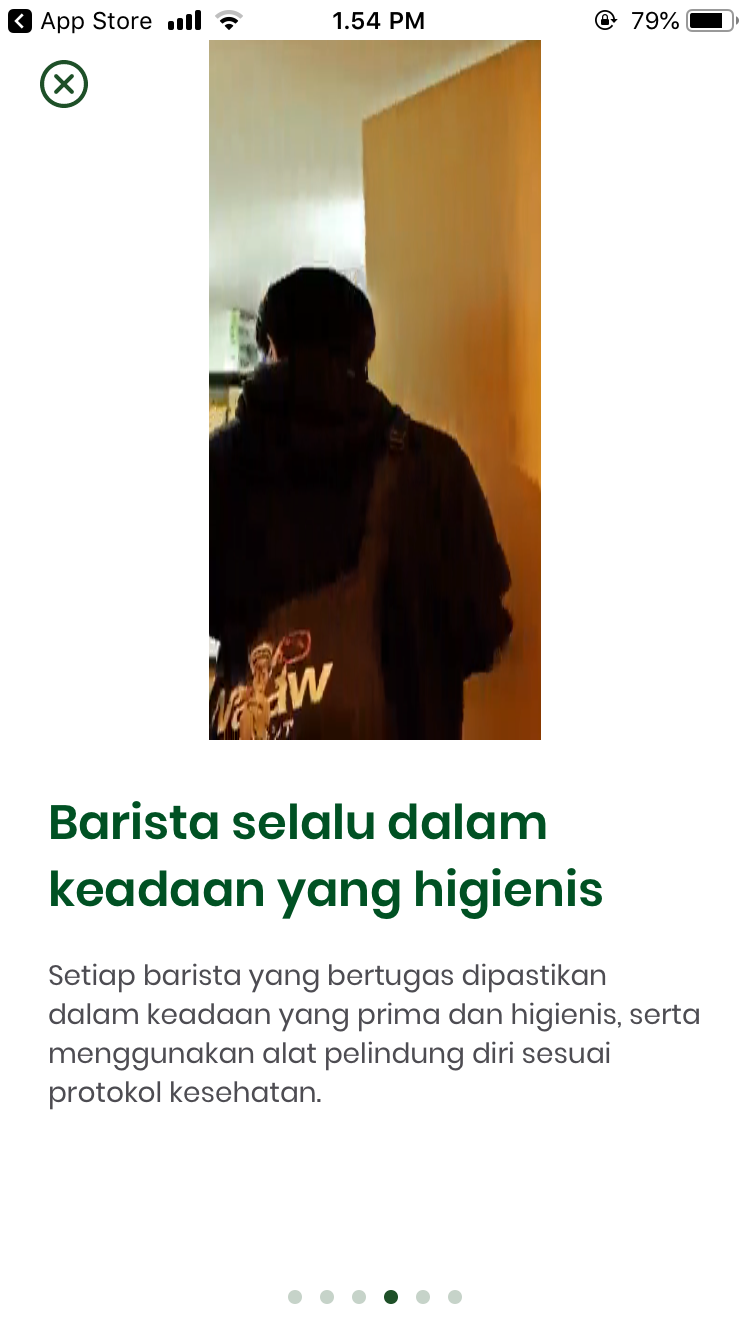 App Store
1.54 PM
79%
Barista selalu dalam
keadaan yang higienis
Setiap barista yang bertugas dipastikan
dalam keadaan yang prima dan higienis, serta
menggunakan alat pelindung diri sesuai
protokol kesehatan.